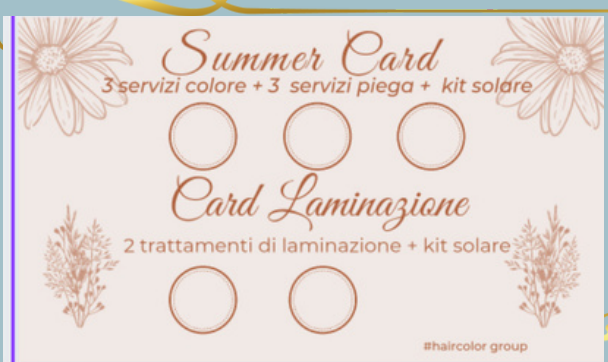 Summer Card
3 servizi colore + 3 servizi piega + kit solare
Card Laminazione
2 trattamenti di laminazione + kit solare
#haircolor group